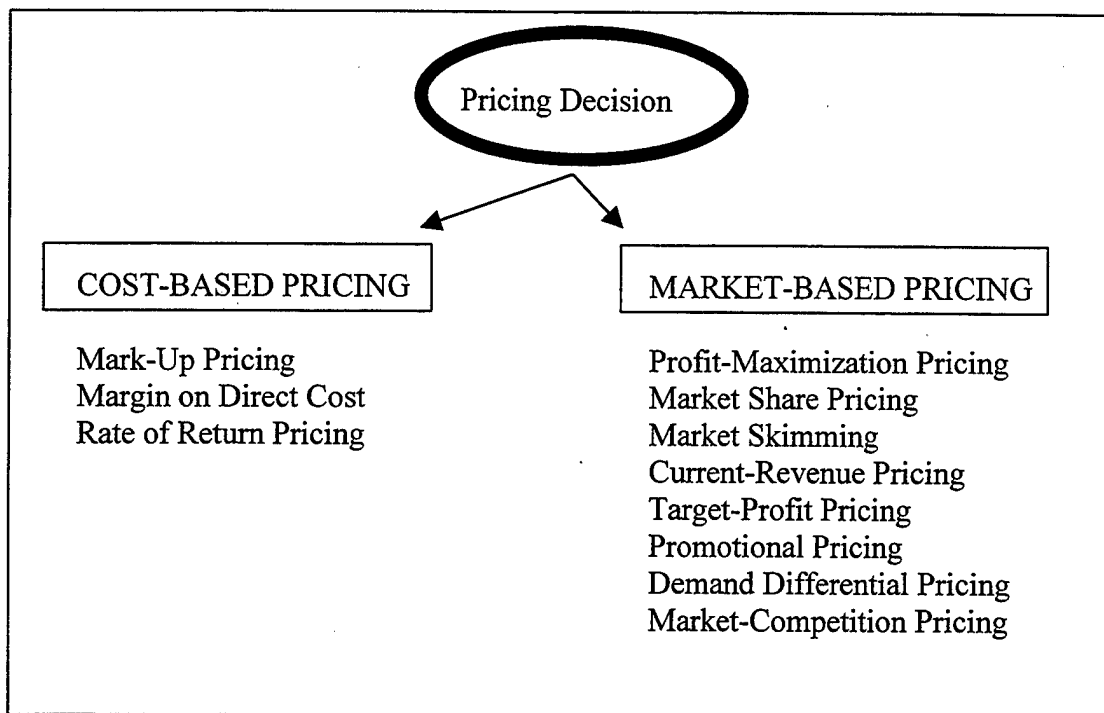 Pricing Decision
COST-BASED PRICING
Mark-Up Pricing
Margin on Direct Cost
Rate of Return Pricing
MARKET-BASED PRICING
Profit-Maximization Pricing
Market Share Pricing
Market Skimming
Current-Revenue Pricing
Target-Profit Pricing
Promotional Pricing
Demand Differential Pricing
Market-Competition Pricing